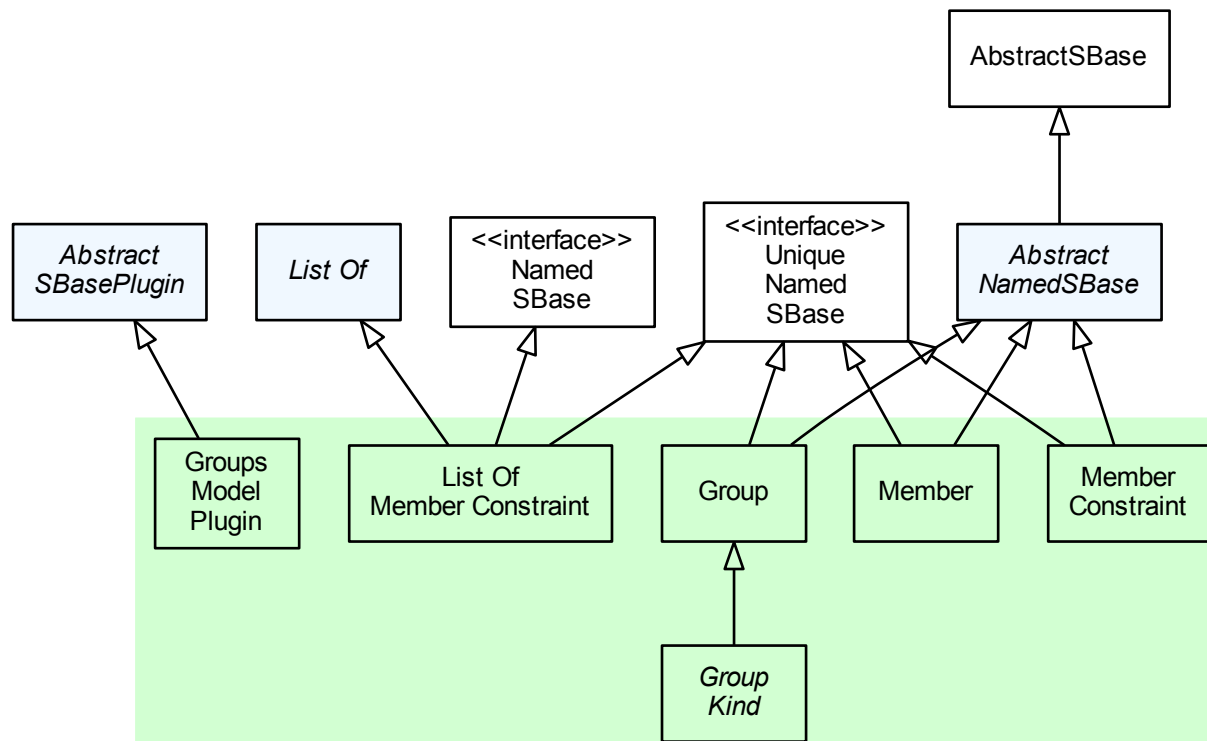 AbstractSBase
Abstract
SBasePlugin
List Of
<<interface>>
Named
SBase
<<interface>>
Unique
Named
SBase
Abstract
NamedSBase
Groups
Model
Plugin
List Of
Member Constraint
Group
Member
Member
Constraint
Group
Kind